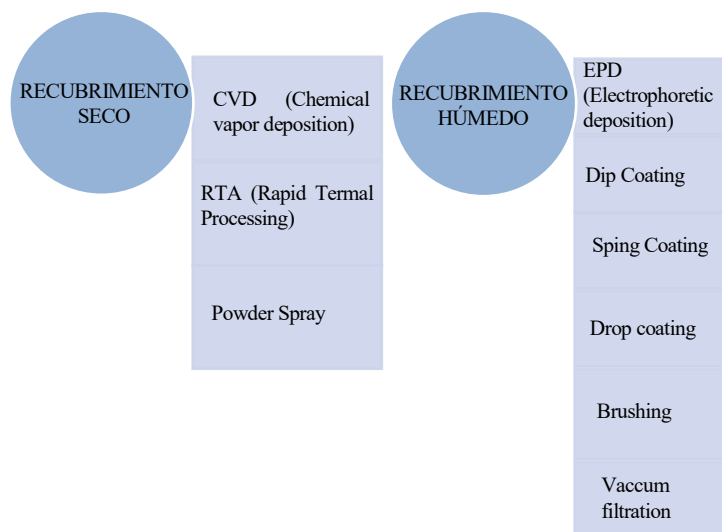 RECUBRIMIENTO
SECO
CVD (Chemical
vapor deposition)
RTA (Rapid Termal
Processing)
Powder Spray
RECUBRIMIENTO
HÚMEDO
EPD
(Electrophoretic
deposition)
Dip Coating
Sping Coating
Drop coating
Brushing
Vaccum
filtration